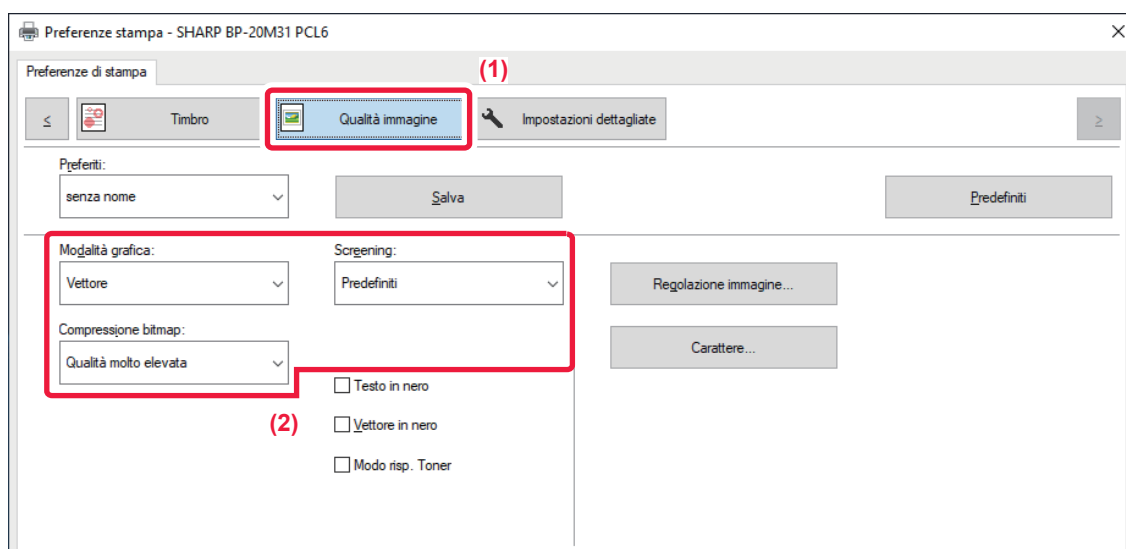 Preferenze stampa - SHARP BP-20M31 PCL6
Preferenze di stampa
(1)
≤ Timbro Qualità immagine Impostazioni dettagliate ≥
Preferiti:
senza nome Salva Predefiniti
Modalità grafica: Screening:
Vettore Predefiniti Regolazione immagine...
Compressione bitmap:
Qualità molto elevata Carattere...
Testo in nero
(2) Vettore in nero
Modo risp. Toner